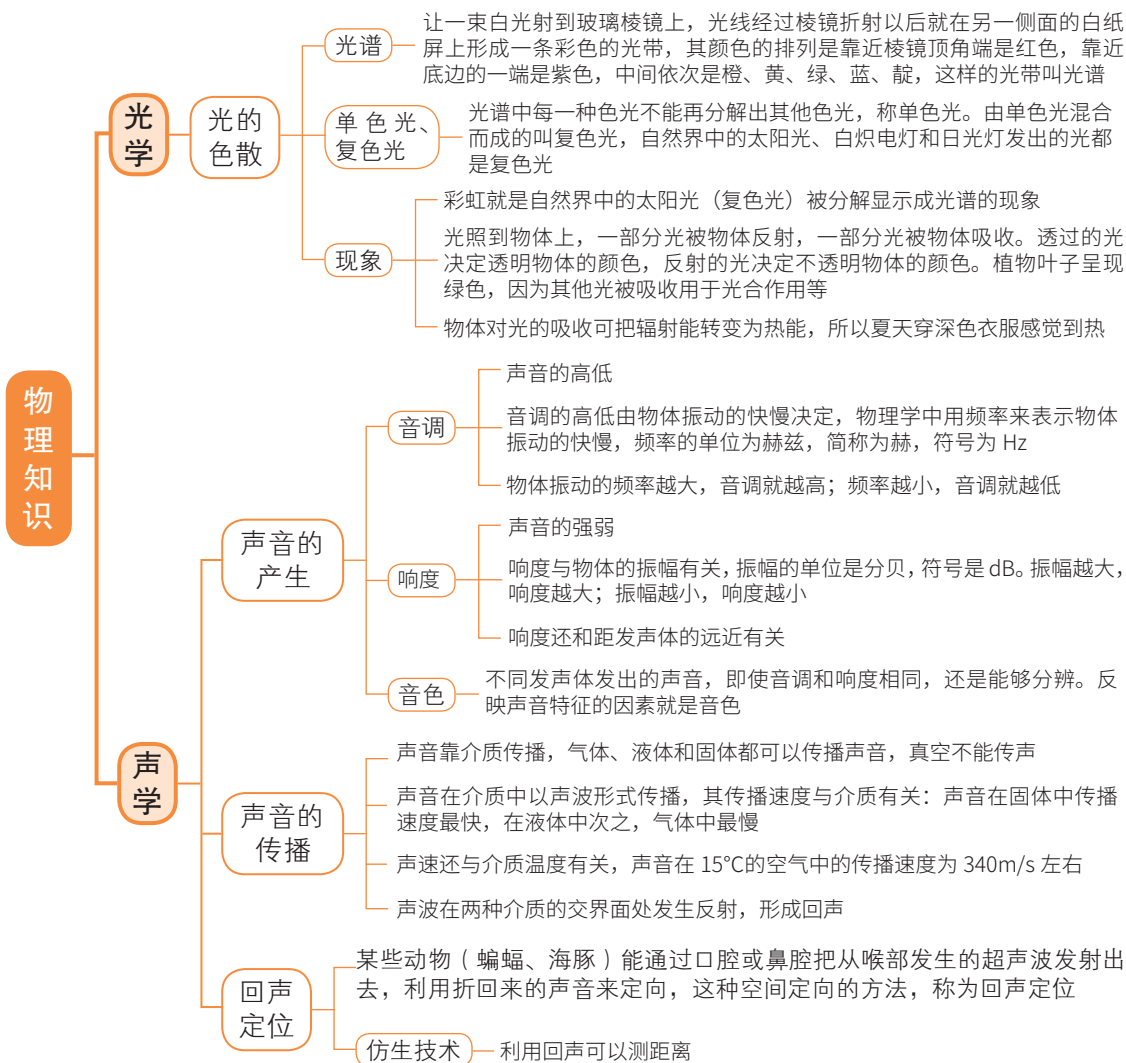 物
理
知
识
光
学
光的
色散
光谱
让一束白光射到玻璃棱镜上，光线经过棱镜折射以后就在另一侧面的白纸
屏上形成一条彩色的光带，其颜色的排列是靠近棱镜顶角端是红色，靠近
底边的一端是紫色，中间依次是橙、黄、绿、蓝、靛，这样的光带叫光谱
单色光、
复色光
光谱中每一种色光不能再分解出其他色光，称单色光。由单色光混合
而成的叫复色光，自然界中的太阳光、白炽电灯和日光灯发出的光都
是复色光
现象
彩虹就是自然界中的太阳光（复色光）被分解显示成光谱的现象
光照到物体上，一部分光被物体反射，一部分光被物体吸收。透过的光
决定透明物体的颜色，反射的光决定不透明物体的颜色。植物叶子呈现
绿色，因为其他光被吸收用于光合作用等
物体对光的吸收可把辐射能转变为热能，所以夏天穿深色衣服感觉到热
声
学
声音的
产生
音调
声音的高低
音调的高低由物体振动的快慢决定，物理学中用频率来表示物体
振动的快慢，频率的单位为赫兹，简称为赫，符号为 Hz
物体振动的频率越大，音调就越高；频率越小，音调就越低
响度
声音的强弱
响度与物体的振幅有关，振幅的单位是分贝，符号是 dB。振幅越大，
响度越大；振幅越小，响度越小
响度还和距发声体的远近有关
音色
不同发声体发出的声音，即使音调和响度相同，还是能够分辨。反
映声音特征的因素就是音色
声音的
传播
声音靠介质传播，气体、液体和固体都可以传播声音，真空不能传声
声音在介质中以声波形式传播，其传播速度与介质有关：声音在固体中传播
速度最快，在液体中次之，气体中最慢
声速还与介质温度有关，声音在 15℃的空气中的传播速度为 340m/s 左右
声波在两种介质的交界面处发生反射，形成回声
回声
定位
某些动物（蝙蝠、海豚）能通过口腔或鼻腔把从喉部发生的超声波发射出
去，利用折回来的声音来定向，这种空间定向的方法，称为回声定位
仿生技术
利用回声可以测距离